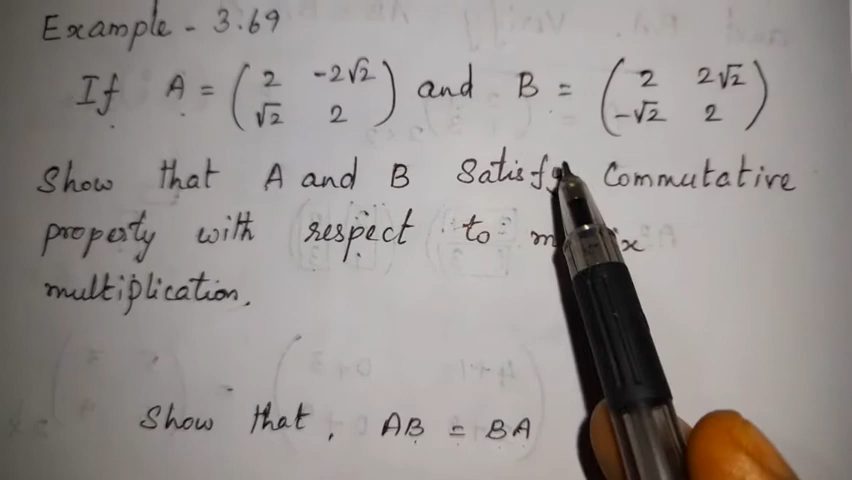 Example - 3.69
If A = ( 2 -2√2 ) and B = ( 2 2√2 )
√2 2 -√2 2
Show that A and B Satisfy Commutative
property with respect to
multiplication.
Show that, AB = BA